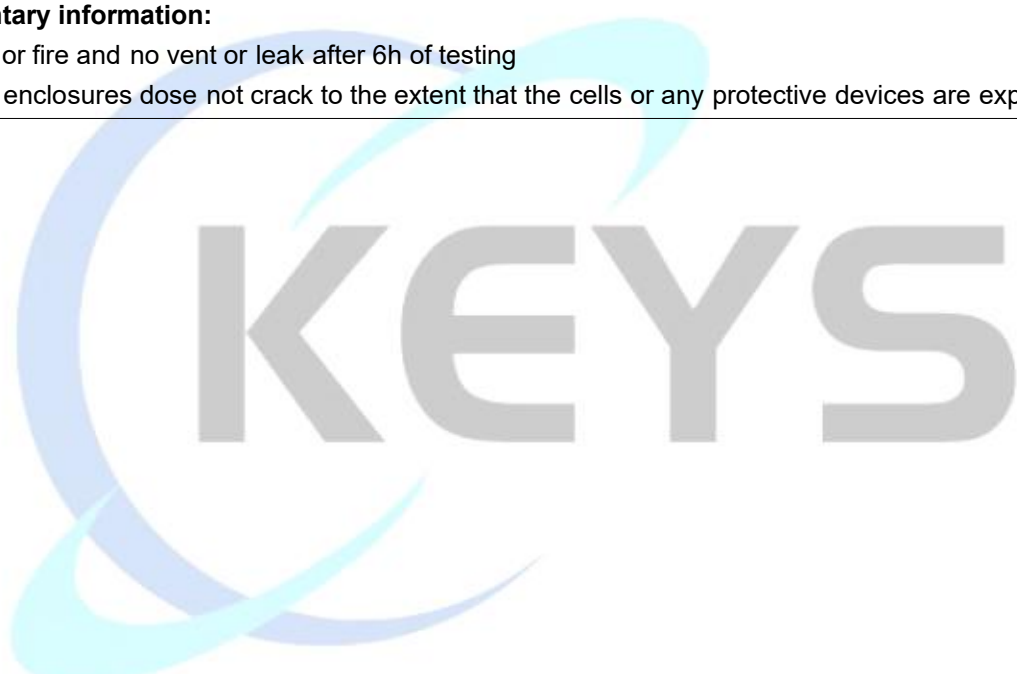 ntary information:
or fire and no vent or leak after 6h of testing
enclosures dose not crack to the extent that the cells or any protective devices are exp
KEYS